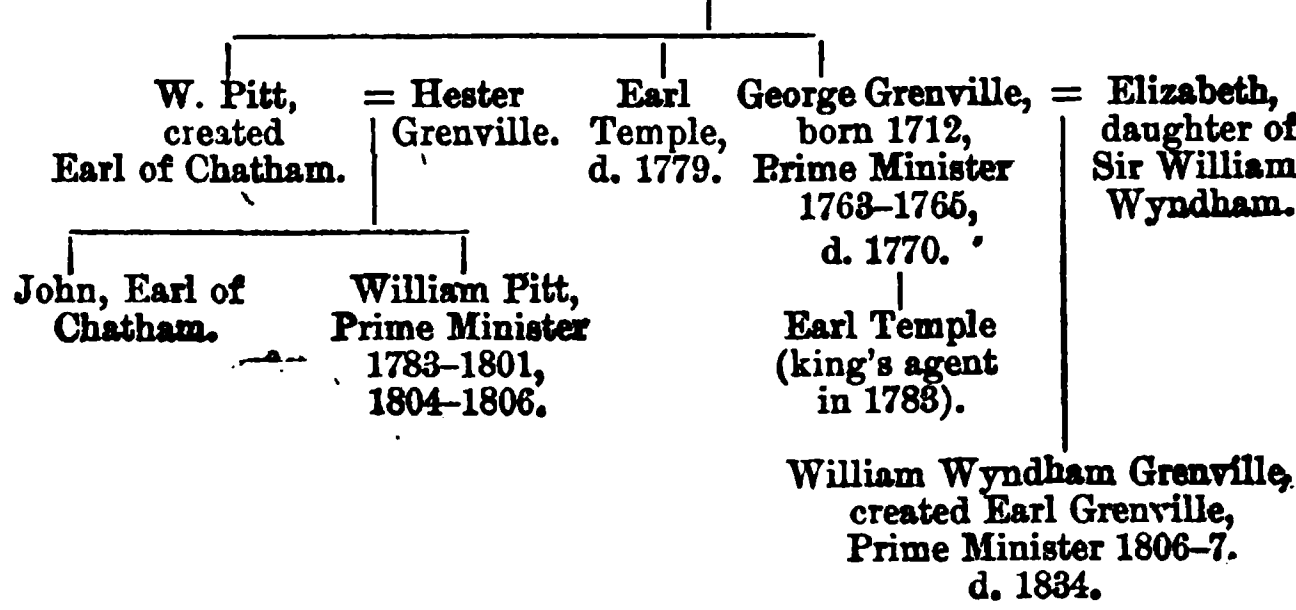 W. Pitt,
created
Earl of Chatham.
= Hester
Grenville.
Earl
Temple,
d. 1779.
George Grenville,
born 1712,
Prime Minister
1763–1765,
d. 1770.
= Elizabeth,
daughter of
Sir William
Wyndham.
John, Earl of
Chatham.
William Pitt,
Prime Minister
1783–1801,
1804–1806.
Earl Temple
(king's agent
in 1783).
William Wyndham Grenville,
created Earl Grenville,
Prime Minister 1806–7.
d. 1834.